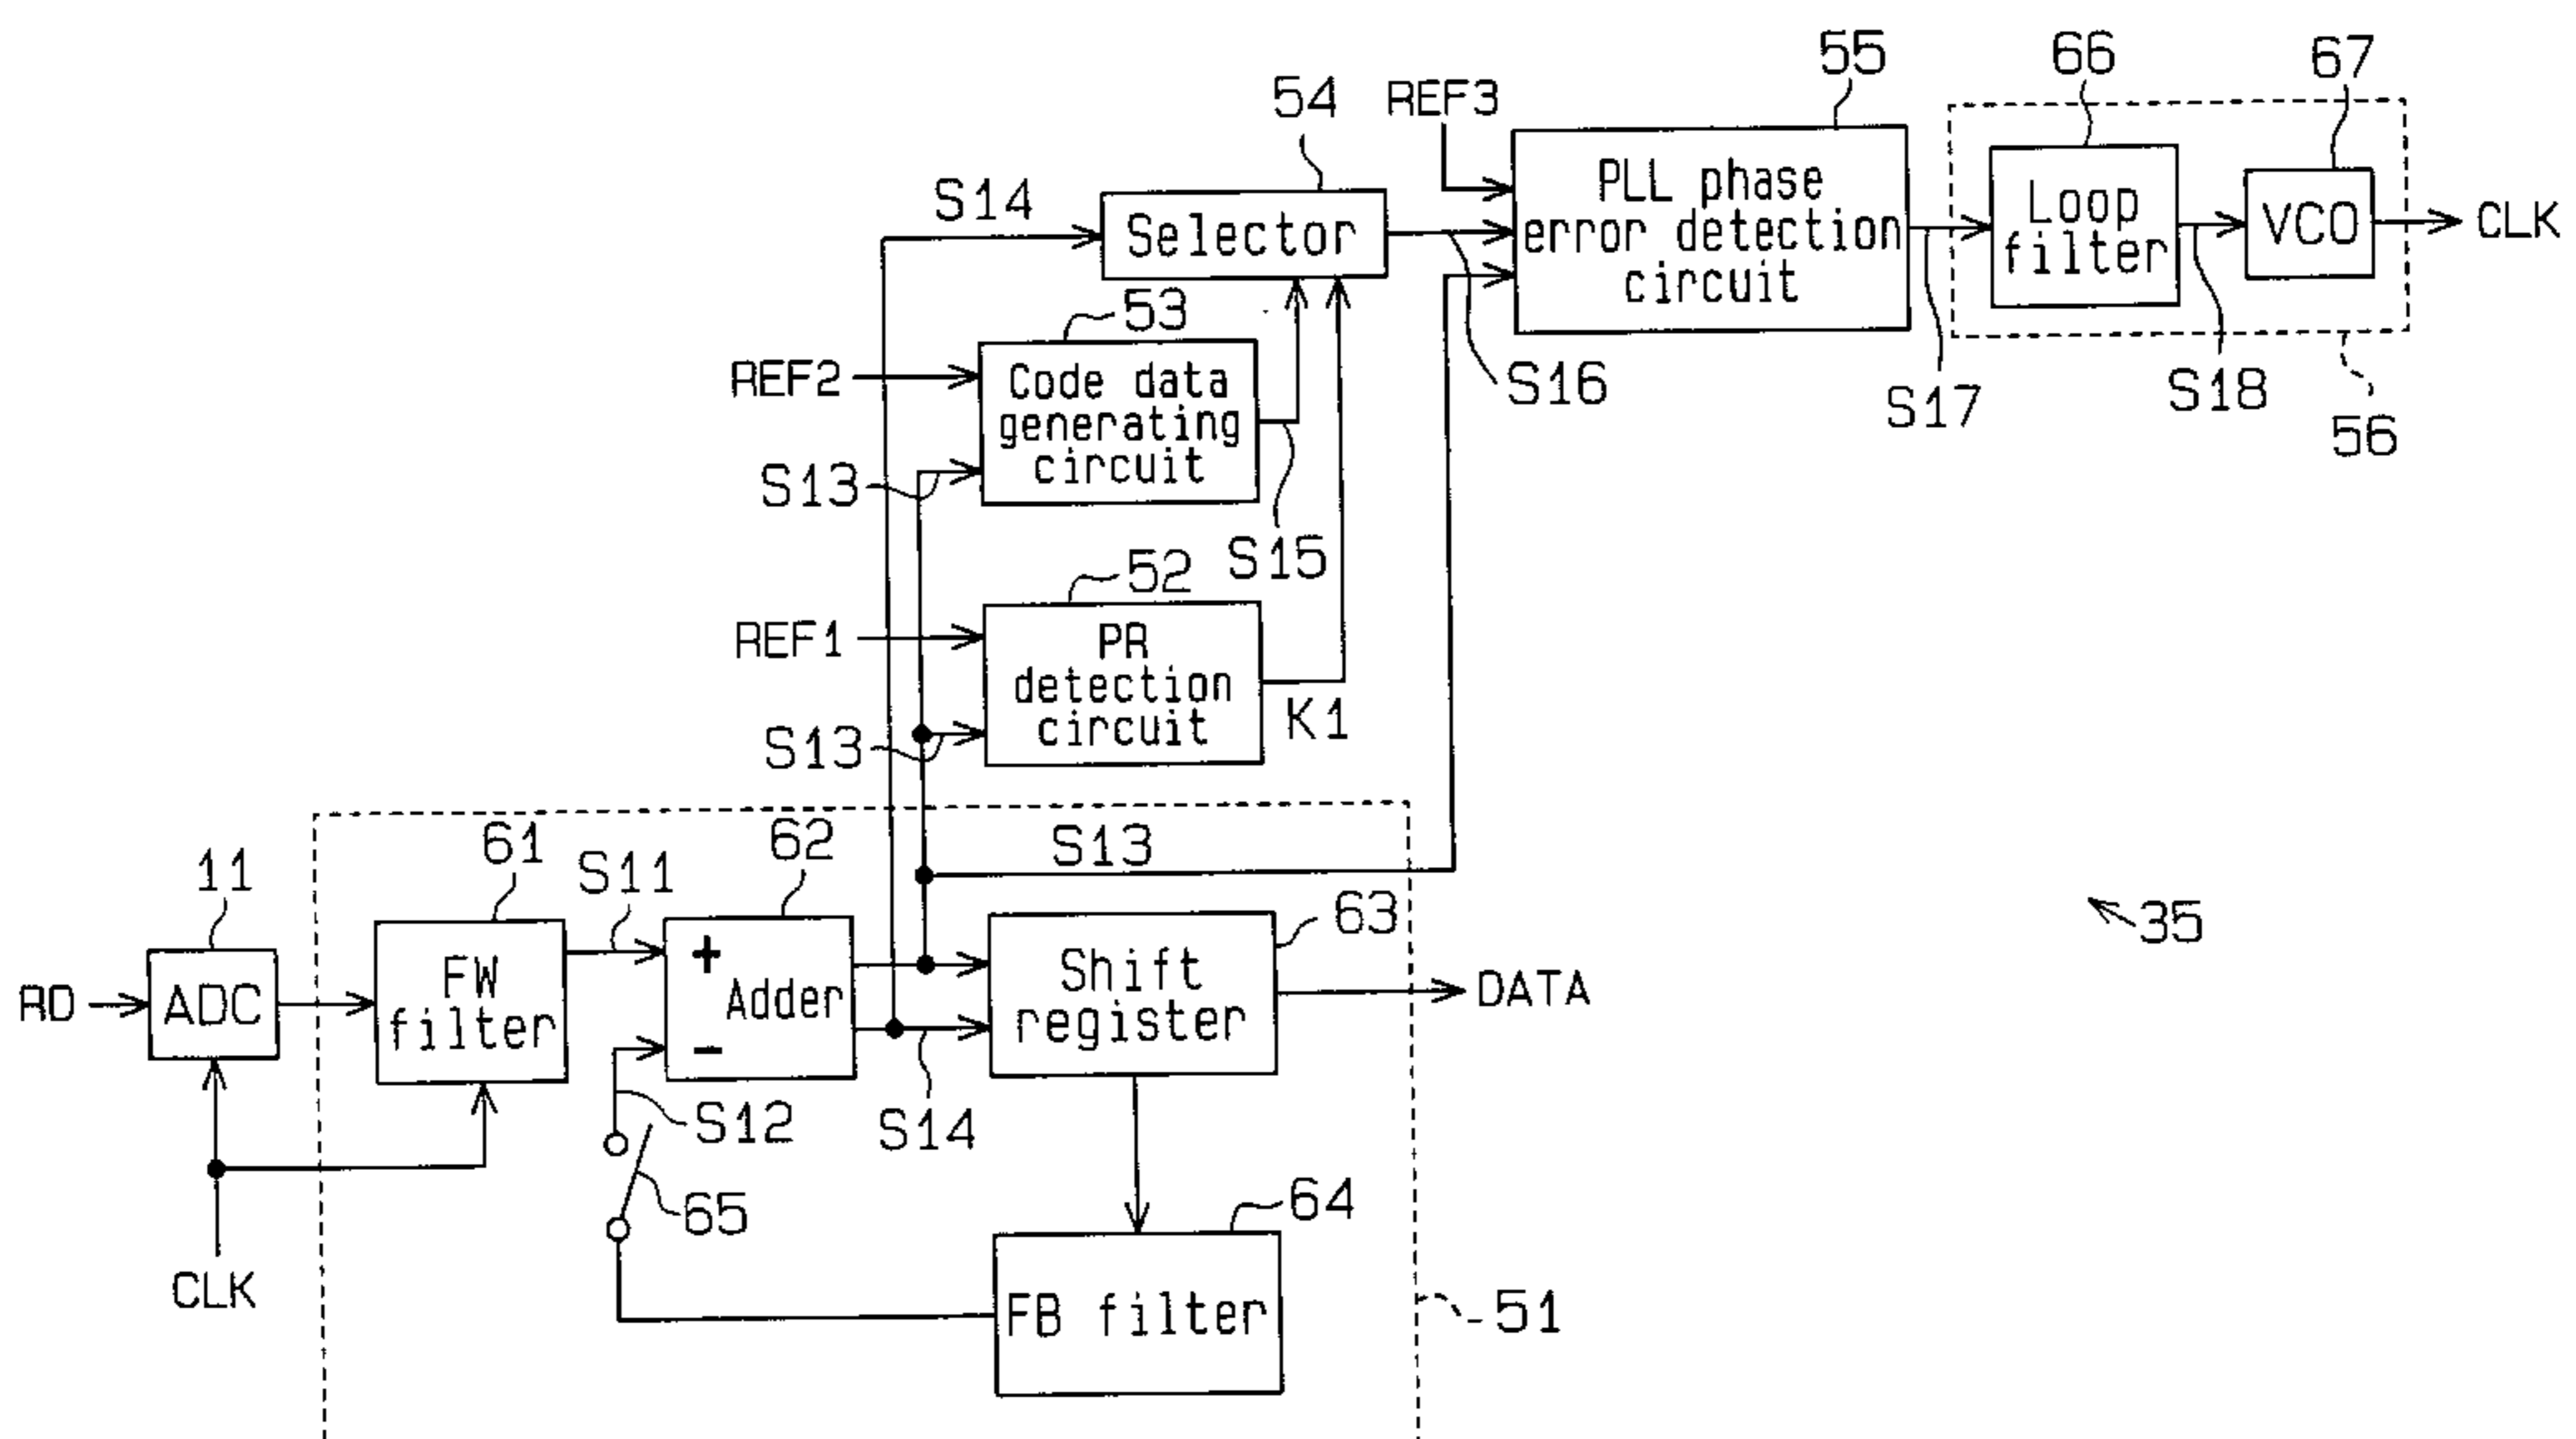 55
66
67
54
REF3
PLL phase
error detection
circuit
Loop
filter
VCO
CLK
S14
Selector
53
REF2
Code data
generating
circuit
S16
S17
S18
56
S13
S15
52
REF1
PR
detection
circuit
K1
S13
61
62
S13
11
S11
63
35
RD
ADC
FW
filter
+
Adder
−
Shift
register
DATA
S12
S14
65
64
CLK
FB filter
51